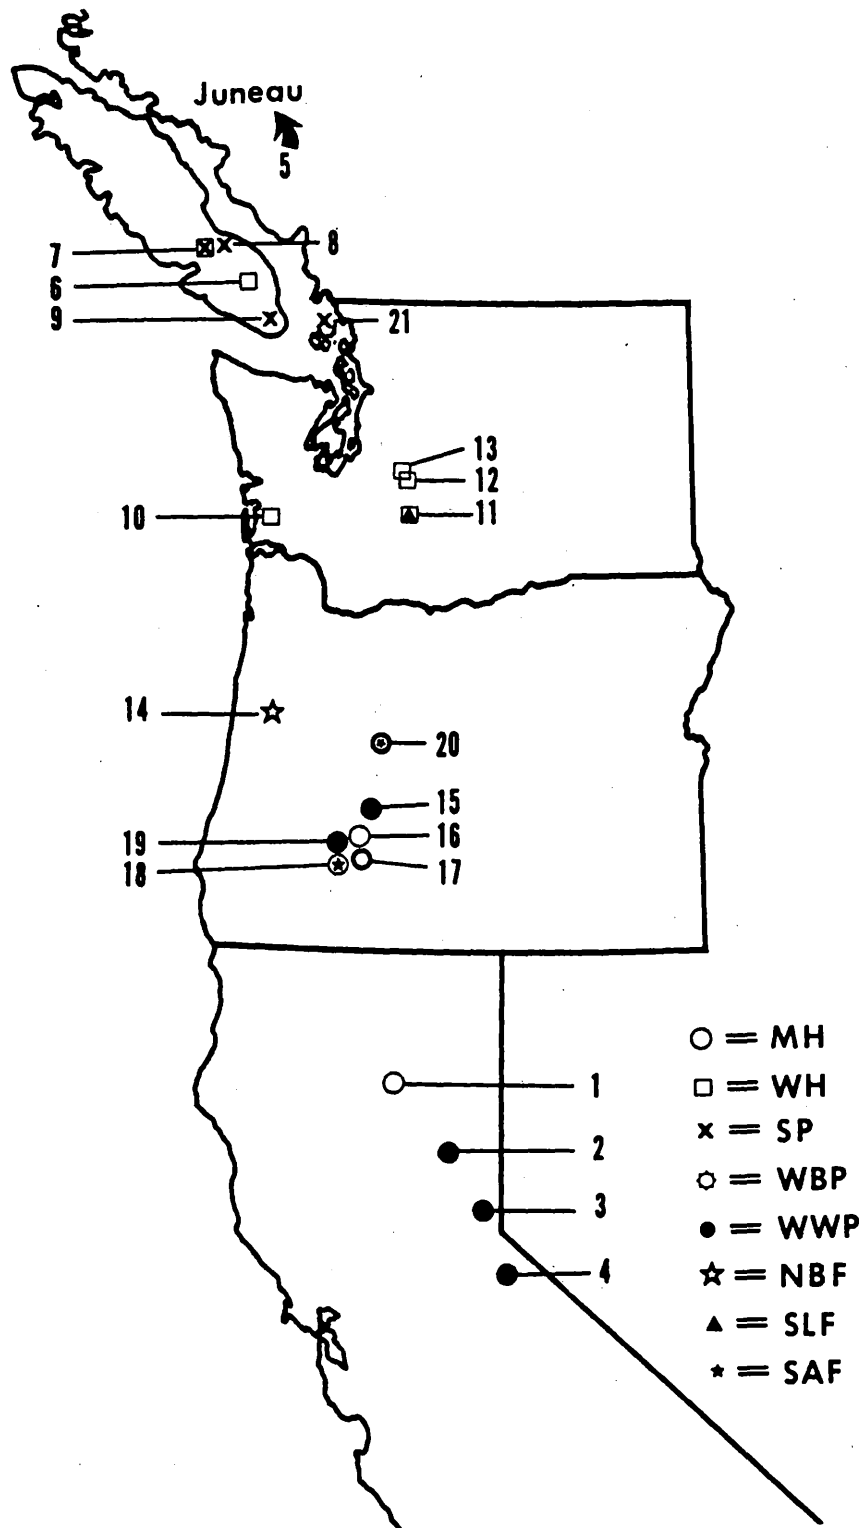 Juneau
5
7
8
6
9
21
13
12
10
11
14
20
15
19
16
18
17
= MH
1
= WH
= SP
2
= WBP
3
= WWP
4
= NBF
= SLF
= SAF